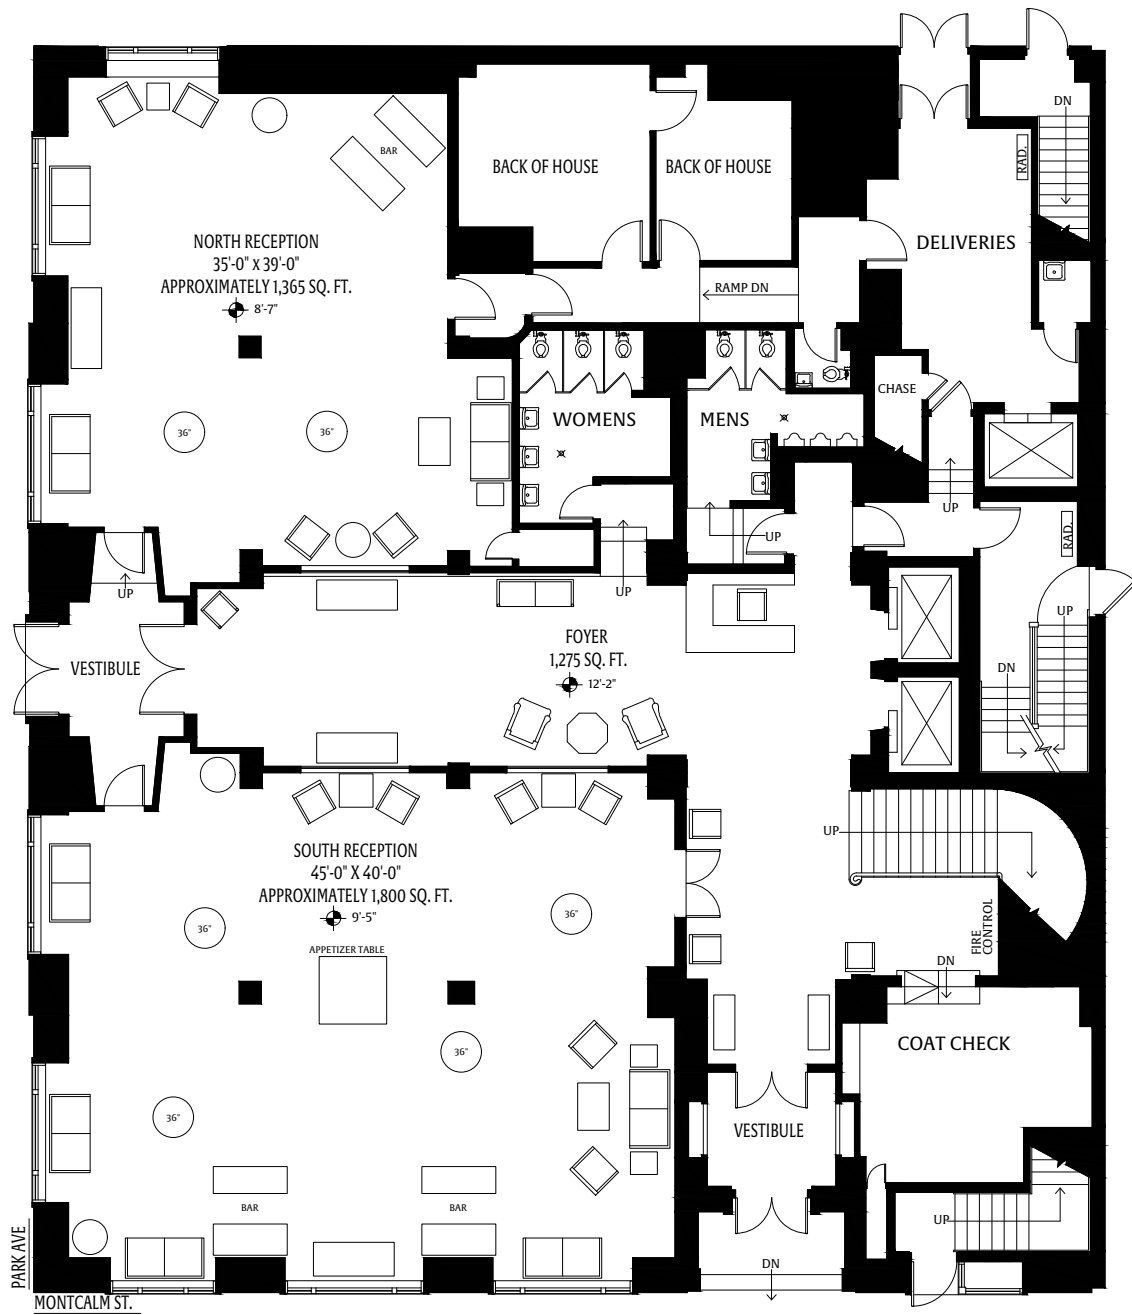 DN
RAD.
BAR
BACK OF HOUSE
BACK OF HOUSE
NORTH RECEPTION
35'-0" X 39'-0"
APPROXIMATELY 1,365 SQ. FT.
8'-7"
DELIVERIES
RAMP DN
CHASE
WOMENS
MENS
36"
36"
UP
UP
RAD.
UP
UP
UP
DN
VESTIBULE
FOYER
1,275 SQ. FT.
12'-2"
UP
SOUTH RECEPTION
45'-0" X 40'-0"
APPROXIMATELY 1,800 SQ. FT.
9'-5"
36"
36"
APPETIZER TABLE
FIRE
CONTROL
DN
COAT CHECK
36"
36"
VESTIBULE
BAR
BAR
UP
DN
PARK AVE
MONTCALM ST.